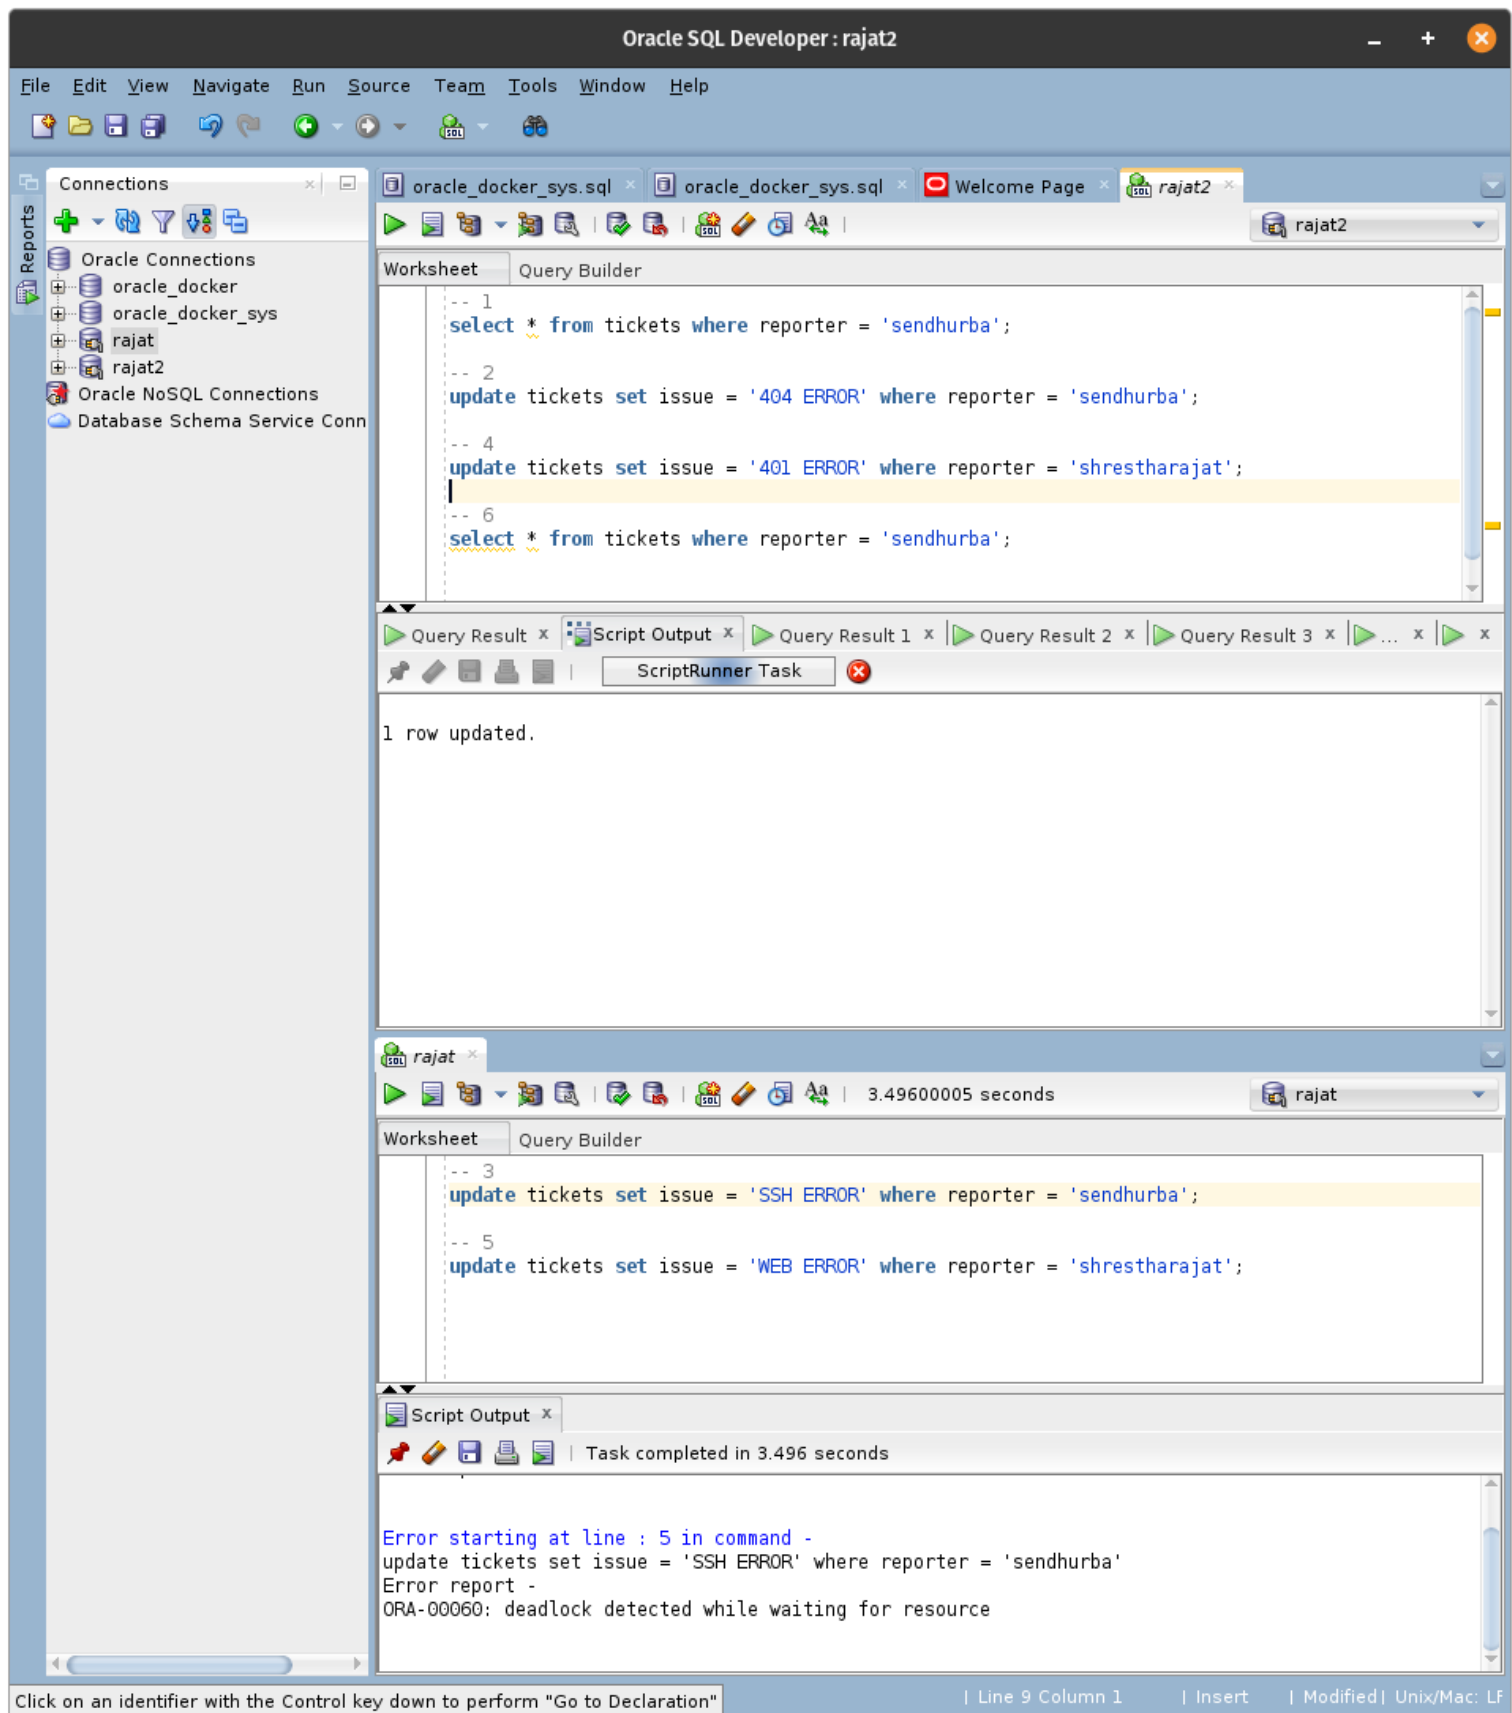 Oracle SQL Developer : rajat2
File Edit View Navigate Run Source Team Tools Window Help
Reports
Connections
Oracle Connections
oracle_docker
oracle_docker_sys
rajat
rajat2
Oracle NoSQL Connections
Database Schema Service Conn
oracle_docker_sys.sql oracle_docker_sys.sql Welcome Page rajat2
rajat2
Worksheet Query Builder
-- 1
select * from tickets where reporter = 'sendhurba';
-- 2
update tickets set issue = '404 ERROR' where reporter = 'sendhurba';
-- 4
update tickets set issue = '401 ERROR' where reporter = 'shrestharajat';
-- 6
select * from tickets where reporter = 'sendhurba';
Query Result x Script Output x Query Result 1 x Query Result 2 x Query Result 3 x ... x x
ScriptRunner Task
1 row updated.
rajat
3.49600005 seconds rajat
Worksheet Query Builder
-- 3
update tickets set issue = 'SSH ERROR' where reporter = 'sendhurba';
-- 5
update tickets set issue = 'WEB ERROR' where reporter = 'shrestharajat';
Script Output x
Task completed in 3.496 seconds
Error starting at line : 5 in command -
update tickets set issue = 'SSH ERROR' where reporter = 'sendhurba'
Error report -
ORA-00060: deadlock detected while waiting for resource
Click on an identifier with the Control key down to perform "Go to Declaration" | Line 9 Column 1 | Insert | Modified | Unix/Mac: LF